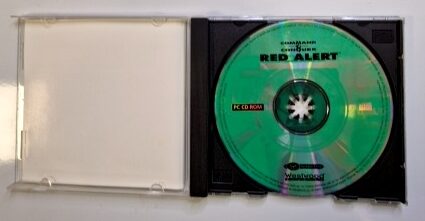 COMMAND
&
CONQUER
RED ALERT
PC CD-ROM
Westwood